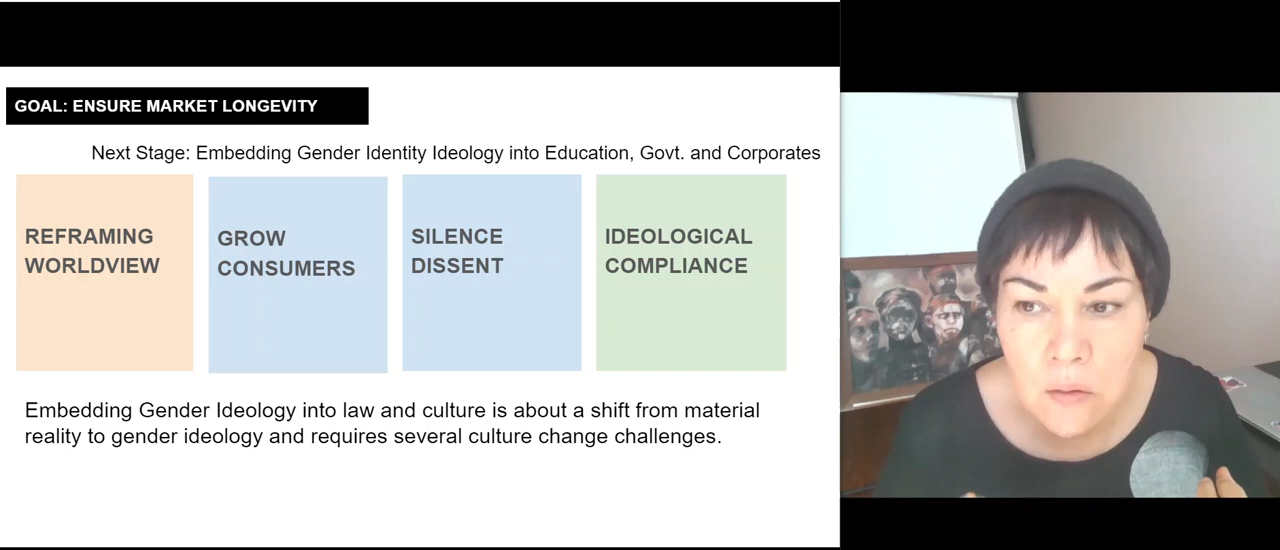 GOAL: ENSURE MARKET LONGEVITY
Next Stage: Embedding Gender Identity Ideology into Education, Govt. and Corporates
REFRAMING
WORLDVIEW
GROW
CONSUMERS
SILENCE
DISSENT
IDEOLOGICAL
COMPLIANCE
Embedding Gender Ideology into law and culture is about a shift from material
reality to gender ideology and requires several culture change challenges.